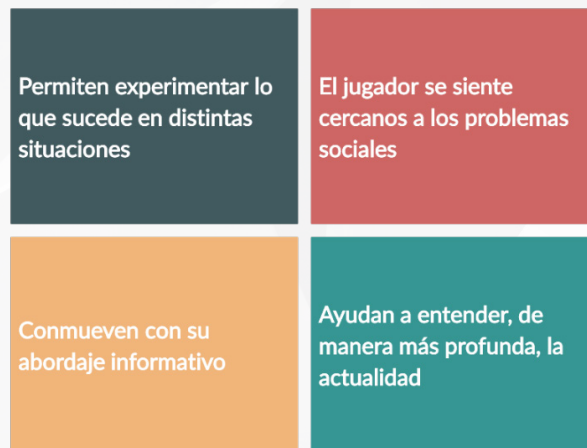 Permiten experimentar lo
que sucede en distintas
situaciones
El jugador se siente
cercanos a los problemas
sociales
Conmueven con su
abordaje informativo
Ayudan a entender, de
manera más profunda, la
actualidad